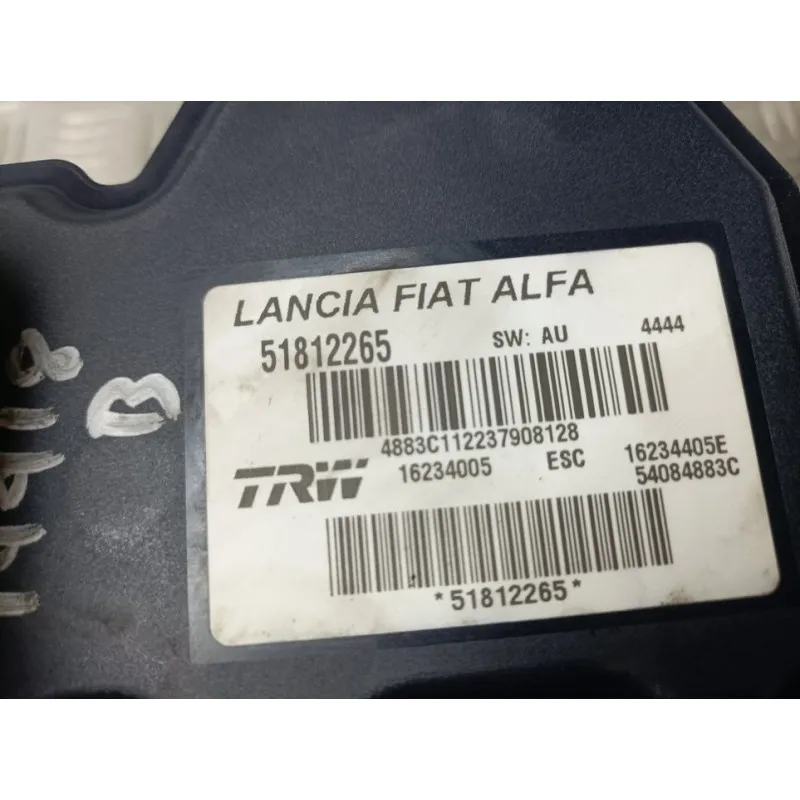 LANCIA FIAT ALFA
51812265 SW: AU 4444
4883C112237908128
TRW 16234005 ESC 16234405E
54084883C
*51812265*
B